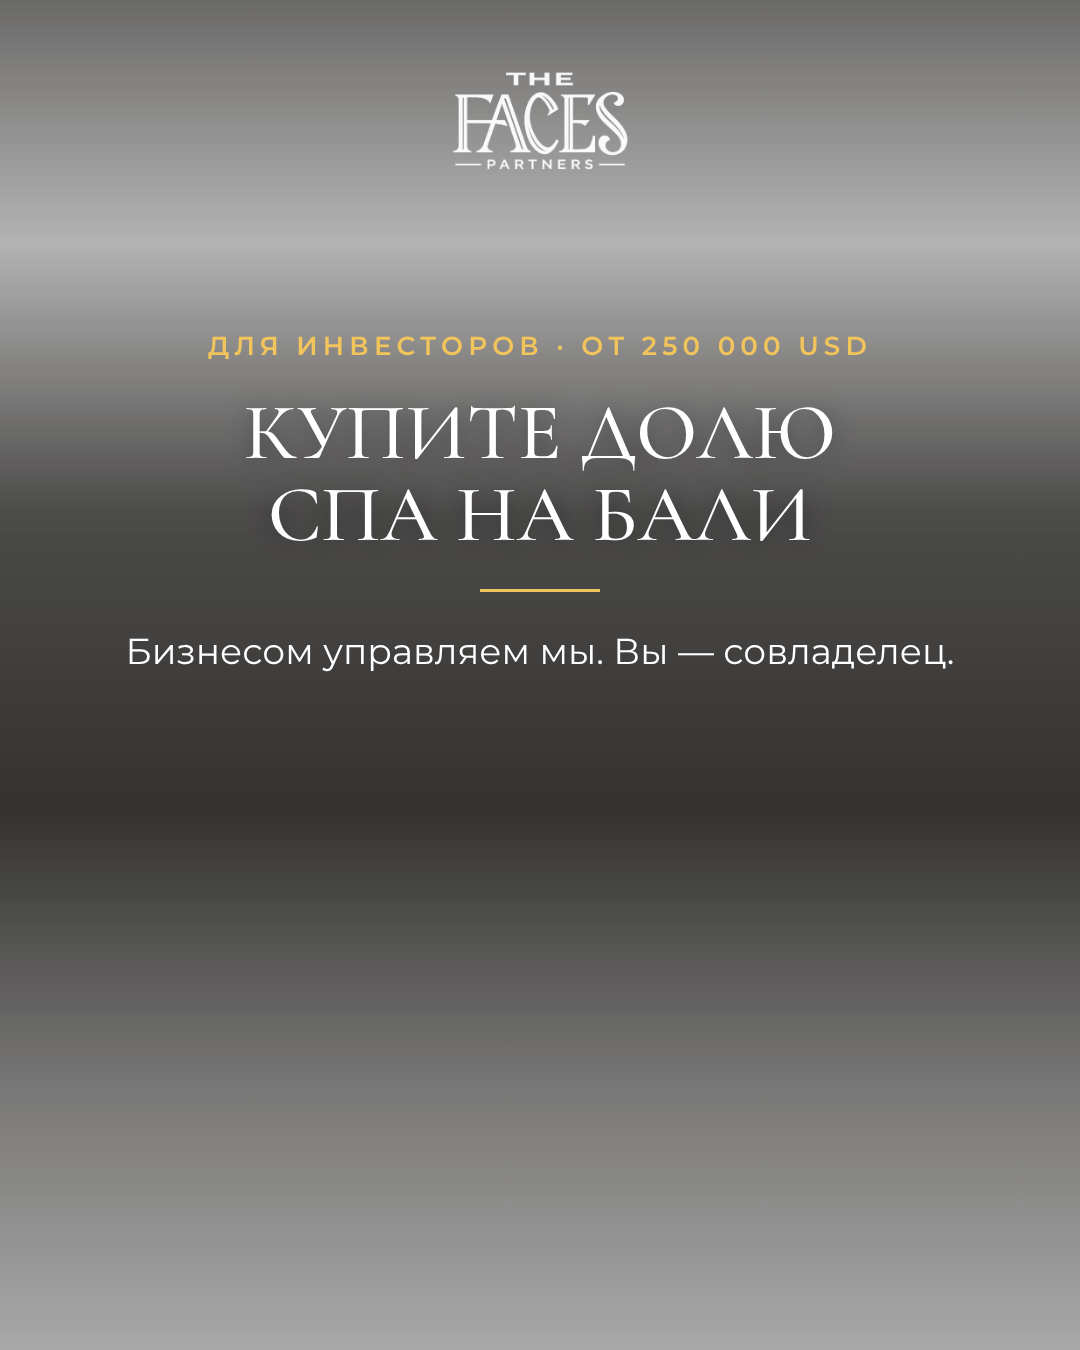 THE
FACES
PARTNERS
ДЛЯ ИНВЕСТОРОВ · ОТ 250 000 USD
КУПИТЕ ДОЛЮ
СПА НА БАЛИ
Бизнесом управляем мы. Вы — совладелец.